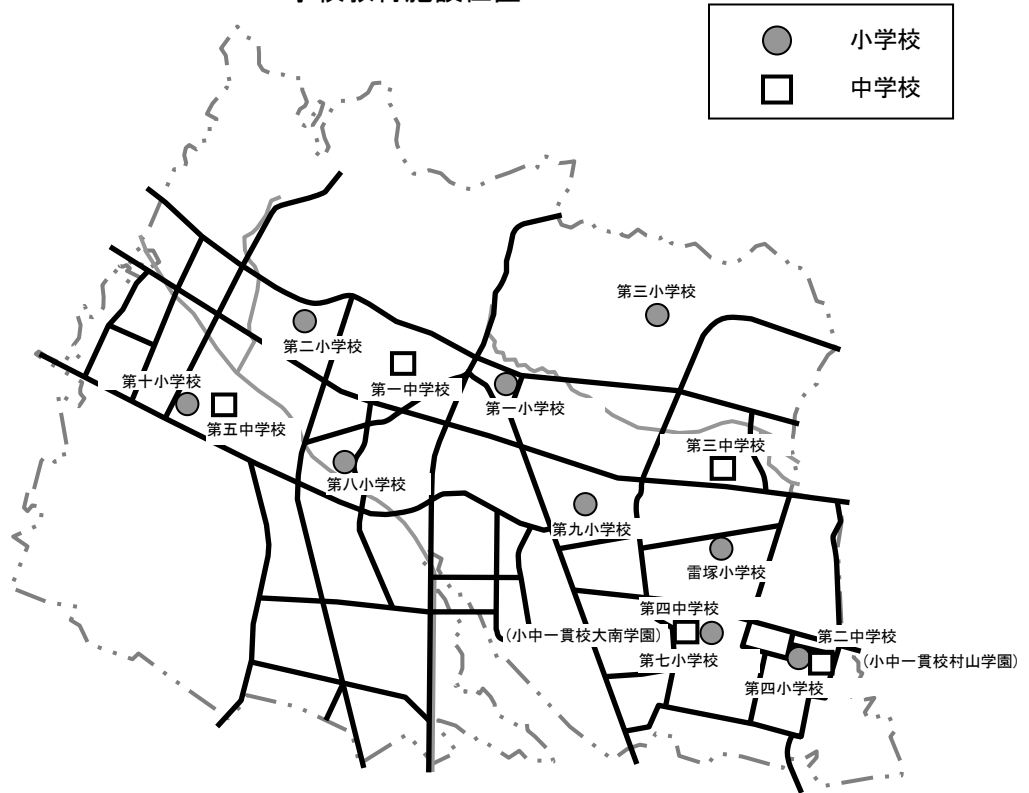 小学校
中学校
第三小学校
第二小学校
第十小学校
第一中学校
第一小学校
第五中学校
第三中学校
第八小学校
第九小学校
雷塚小学校
第四中学校
(小中一貫校大南学園)
第二中学校
第七小学校
(小中一貫校村山学園)
第四小学校